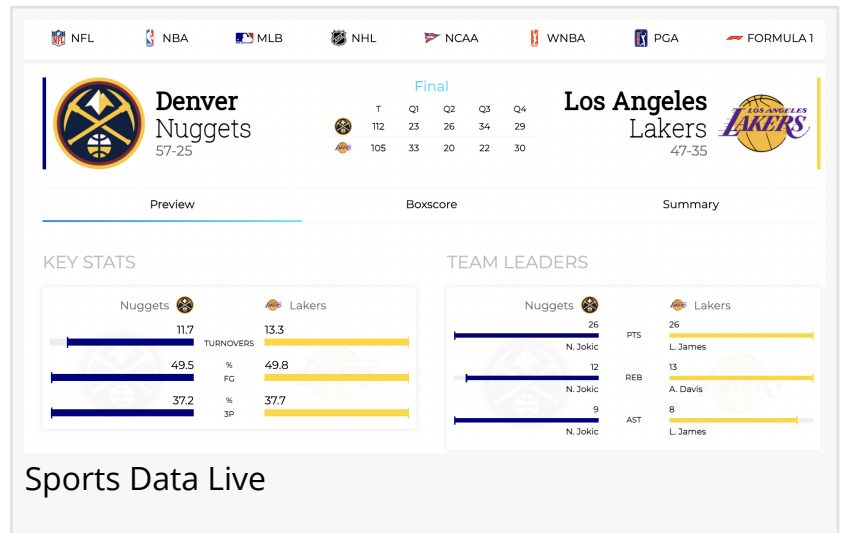 NFL NBA MLB NHL NCAA WNBA PGA FORMULA 1
Final
Denver
Nuggets
57-25
T Q1 Q2 Q3 Q4
112 23 26 34 29
105 33 20 22 30
Los Angeles
Lakers
47-35
LOS ANGELES
LAKERS
Preview Boxscore Summary
KEY STATS
Nuggets Lakers
11.7 TURNOVERS 13.3
49.5 % FG 49.8
37.2 % 3P 37.7
TEAM LEADERS
Nuggets Lakers
26 PTS 26
N. Jokic L. James
12 REB 13
N. Jokic A. Davis
9 AST 8
N. Jokic L. James
Sports Data Live